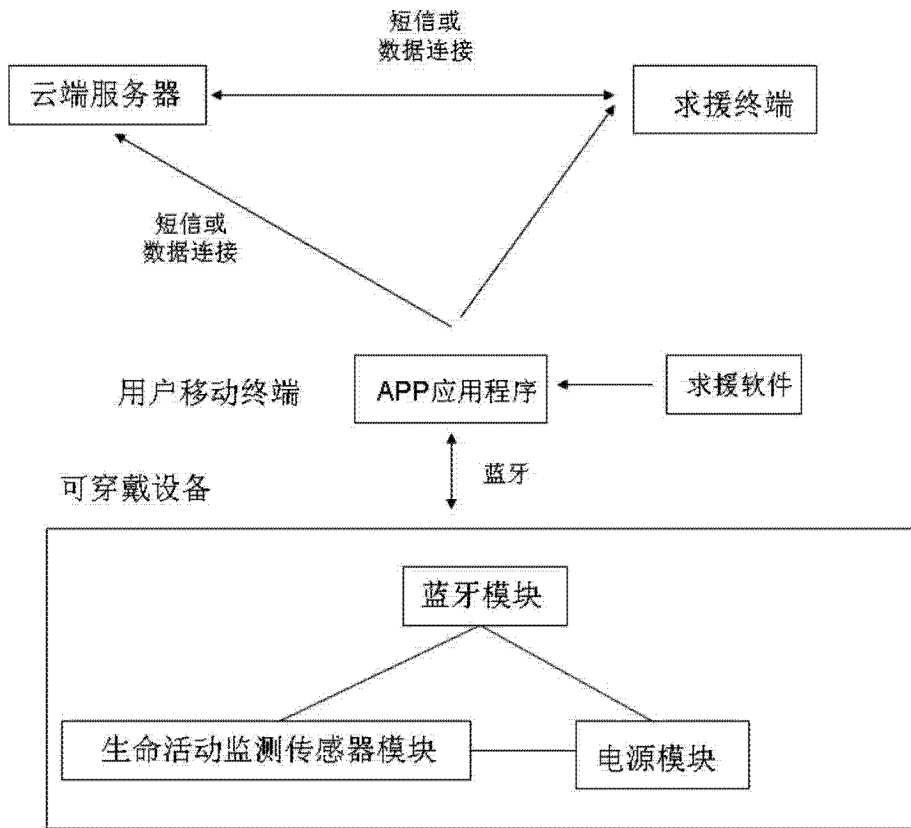 短信或
数据连接
云端服务器
求援终端
短信或
数据连接
用户移动终端
APP应用程序
求援软件
蓝牙
可穿戴设备
蓝牙模块
生命活动监测传感器模块
电源模块